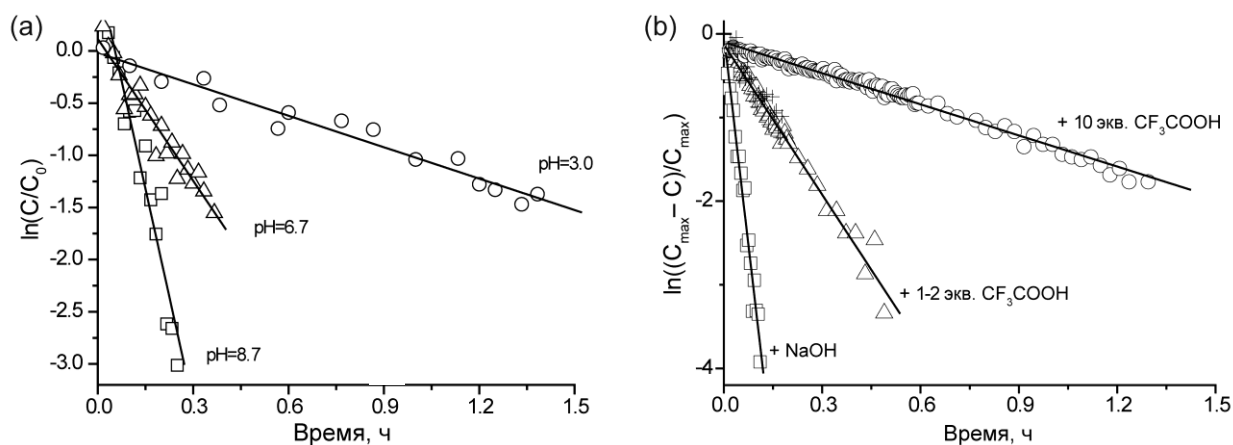 (a)
ln(C/C₀)
0.0
-0.5
-1.0
-1.5
-2.0
-2.5
-3.0
pH=3.0
pH=6.7
pH=8.7
0.0 0.3 0.6 0.9 1.2 1.5
Время, ч
(b)
ln((Cmax − C)/Cmax)
0
-2
-4
+ 10 экв. CF₃COOH
+ 1-2 экв. CF₃COOH
+ NaOH
0.0 0.3 0.6 0.9 1.2 1.5
Время, ч